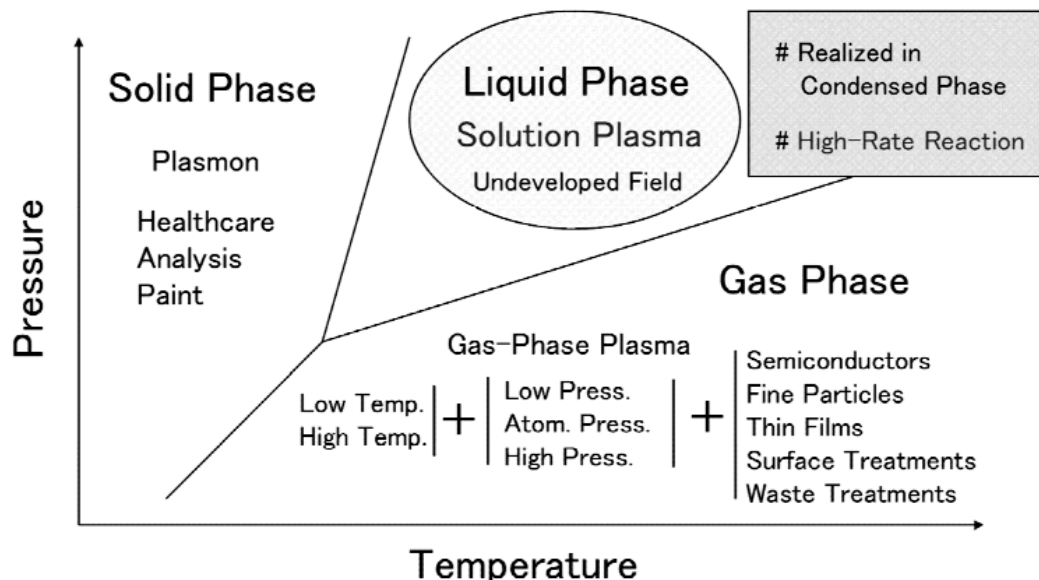 Solid Phase
Plasmon
Healthcare
Analysis
Paint
Liquid Phase
Solution Plasma
Undeveloped Field
# Realized in
Condensed Phase
# High-Rate Reaction
Gas Phase
Gas-Phase Plasma
Low Temp.
High Temp.
+
Low Press.
Atom. Press.
High Press.
+
Semiconductors
Fine Particles
Thin Films
Surface Treatments
Waste Treatments
Pressure
Temperature